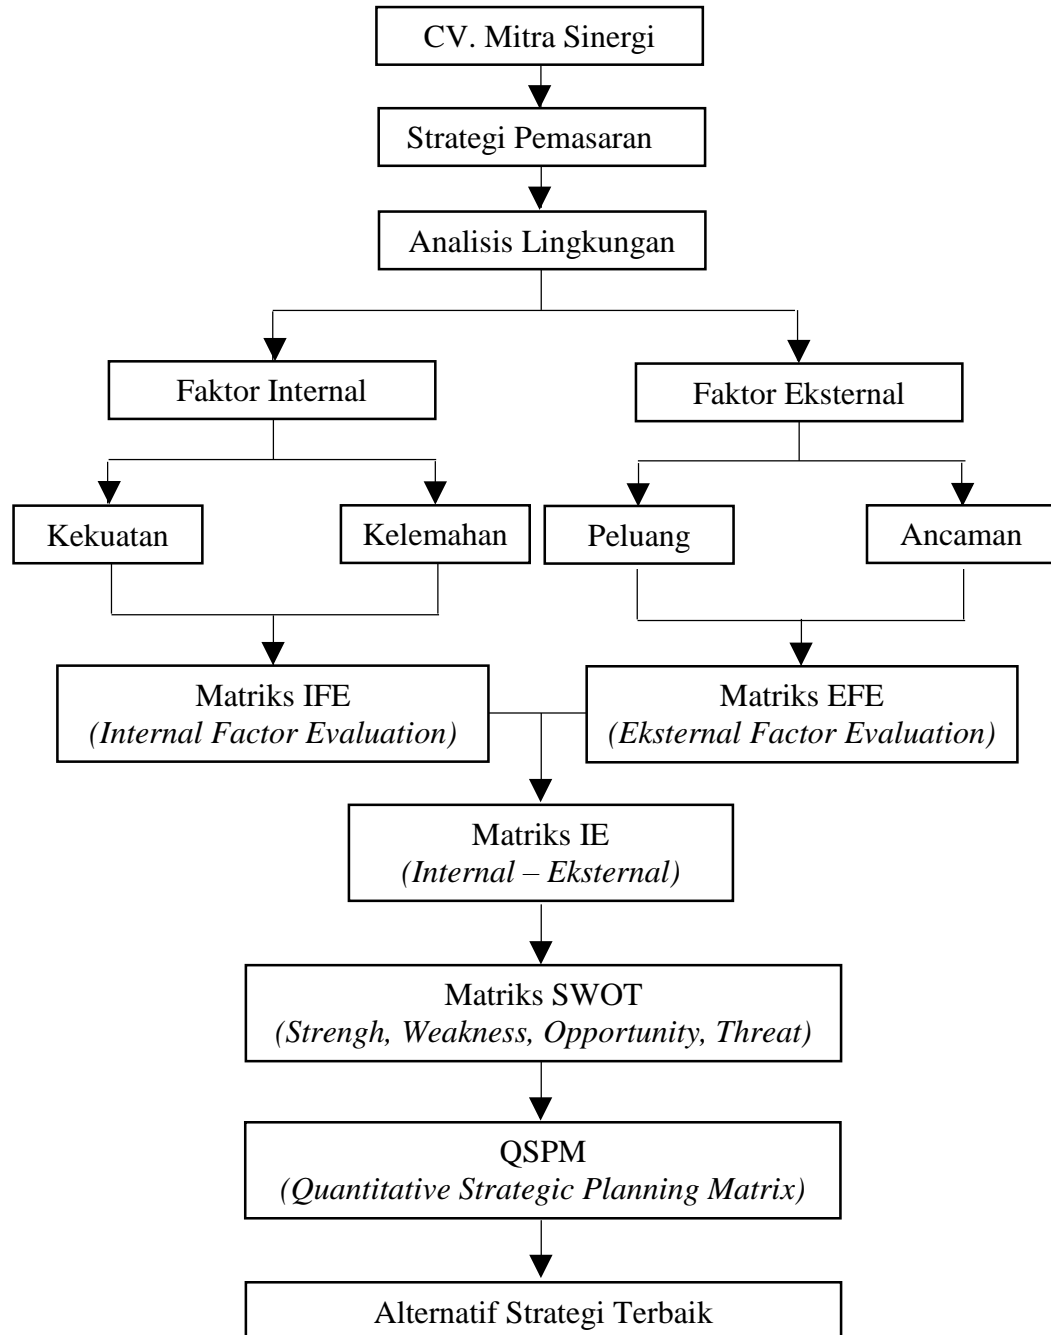 CV. Mitra Sinergi
Strategi Pemasaran
Analisis Lingkungan
Faktor Internal
Faktor Eksternal
Kekuatan
Kelemahan
Peluang
Ancaman
Matriks IFE
(Internal Factor Evaluation)
Matriks EFE
(Eksternal Factor Evaluation)
Matriks IE
(Internal – Eksternal)
Matriks SWOT
(Strengh, Weakness, Opportunity, Threat)
QSPM
(Quantitative Strategic Planning Matrix)
Alternatif Strategi Terbaik